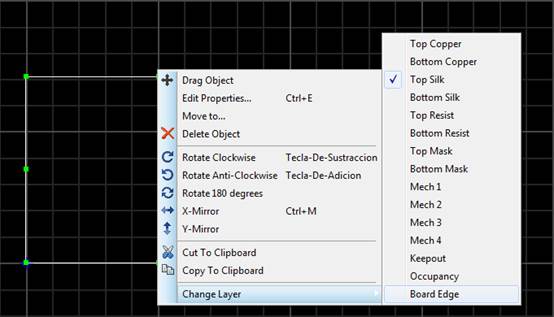 Drag Object
Edit Properties... Ctrl+E
Move to...
Delete Object
Rotate Clockwise Tecla-De-Sustraccion
Rotate Anti-Clockwise Tecla-De-Adicion
Rotate 180 degrees
X-Mirror Ctrl+M
Y-Mirror
Cut To Clipboard
Copy To Clipboard
Change Layer
Top Copper
Bottom Copper
Top Silk
Bottom Silk
Top Resist
Bottom Resist
Top Mask
Bottom Mask
Mech 1
Mech 2
Mech 3
Mech 4
Keepout
Occupancy
Board Edge